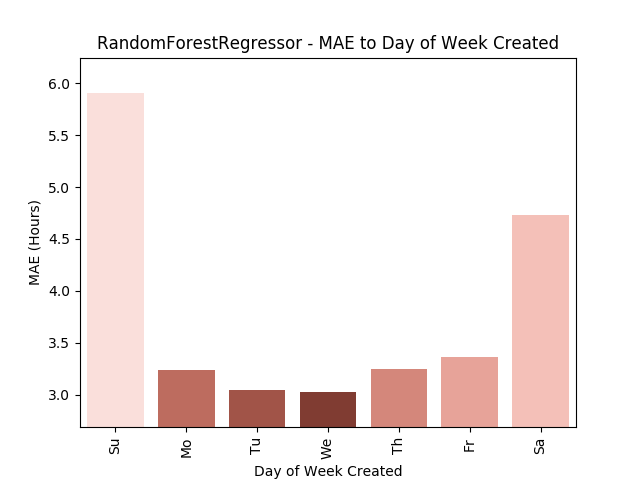 RandomForestRegressor - MAE to Day of Week Created
MAE (Hours)
6.0
5.5
5.0
4.5
4.0
3.5
3.0
Su Mo Tu We Th Fr Sa
Day of Week Created